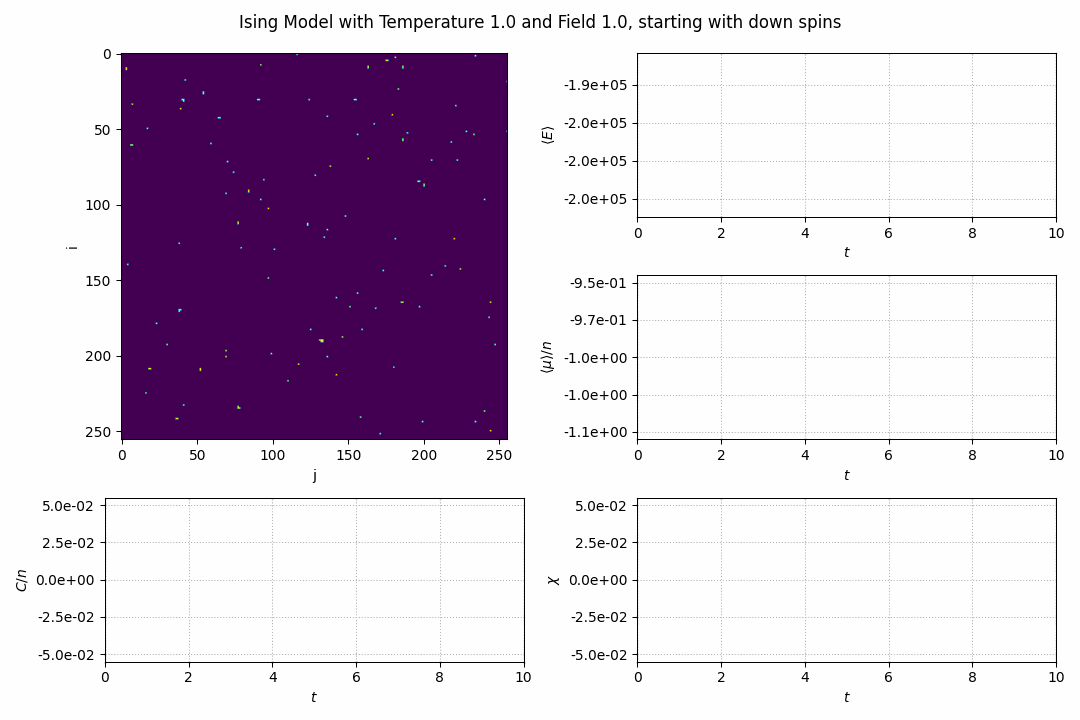 Ising Model with Temperature 1.0 and Field 1.0, starting with down spins
0
50
100
150
200
250
i
0 50 100 150 200 250
j
-1.9e+05
-2.0e+05
-2.0e+05
-2.0e+05
⟨E⟩
0 2 4 6 8 10
t
-9.5e-01
-9.7e-01
-1.0e+00
-1.0e+00
-1.1e+00
⟨μ⟩/n
0 2 4 6 8 10
t
5.0e-02
2.5e-02
0.0e+00
-2.5e-02
-5.0e-02
C/n
0 2 4 6 8 10
t
5.0e-02
2.5e-02
0.0e+00
-2.5e-02
-5.0e-02
χ
0 2 4 6 8 10
t